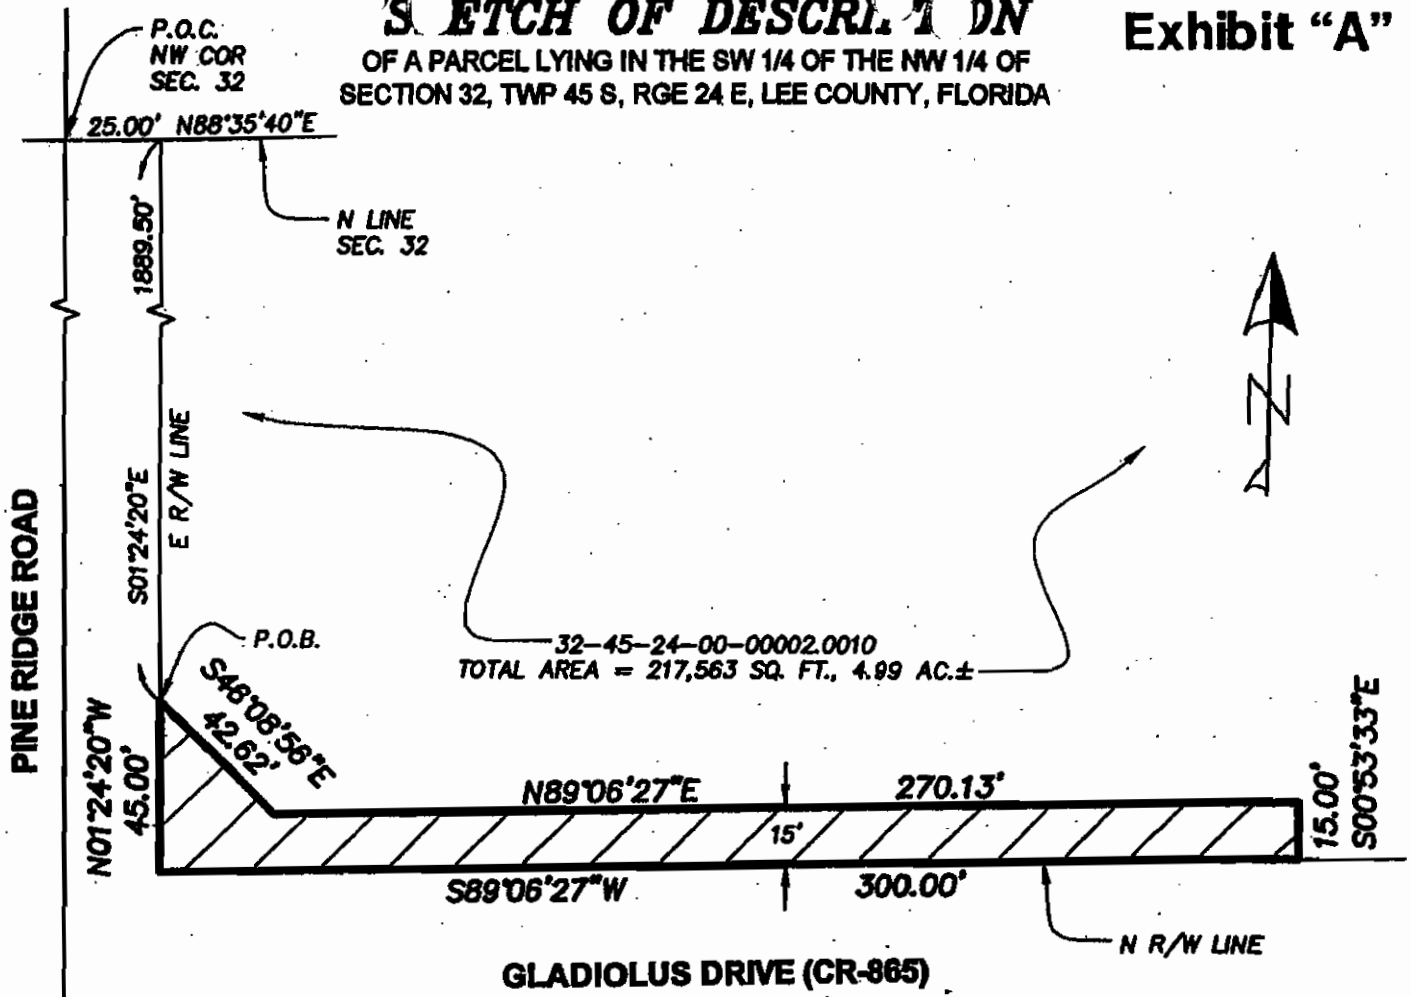 OF DESCRI
Exhibit "A"
OF A PARCEL LYING IN THE SW 1/4 OF THE NW 1/4 OF
SECTION 32, TWP 45 S, RGE 24 E, LEE COUNTY, FLORIDA
P.O.C.
NW COR
SEC. 32
25.00' N88°35'40"E
N LINE
SEC. 32
1889.50'
S01°24'20"E
E R/W LINE
PINE RIDGE ROAD
P.O.B.
32-45-24-00-00002.0010
TOTAL AREA = 217,563 SQ. FT., 4.99 AC.±
N
S46°08'56"E
42.62'
N01°24'20"W
45.00'
N89°06'27"E 270.13'
15'
15.00'
S00°53'33"E
S89°06'27"W 300.00'
N R/W LINE
GLADIOLUS DRIVE (CR-865)